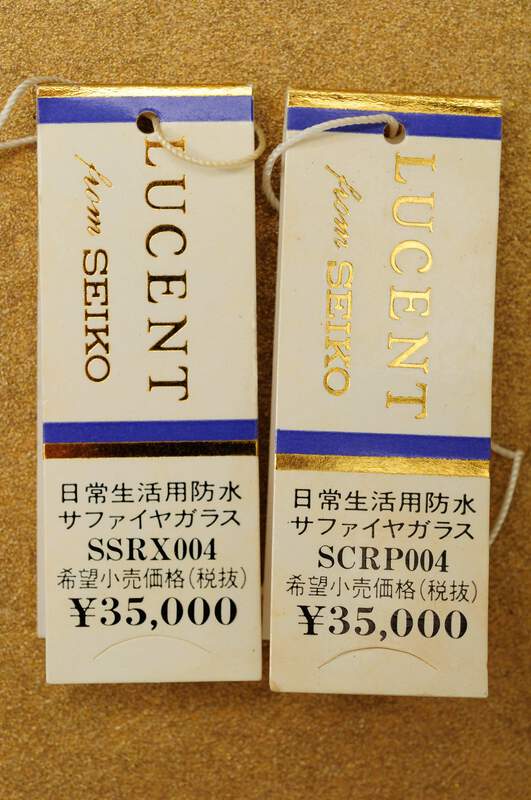 LUCENT
from SEIKO
日常生活用防水
サファイヤガラス
SSRX004
希望小売価格(税抜)
¥35,000
LUCENT
from SEIKO
日常生活用防水
サファイヤガラス
SCRP004
希望小売価格(税抜)
¥35,000